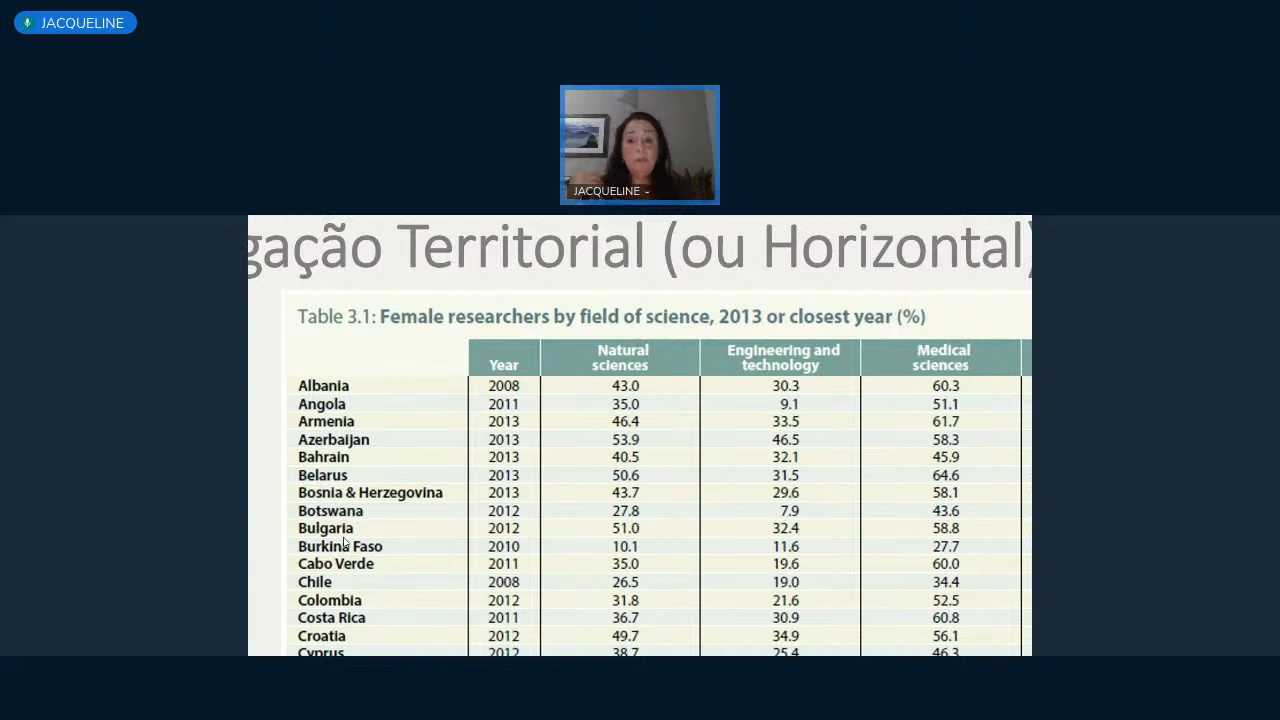 JACQUELINE
JACQUELINE -
gação Territorial (ou Horizontal)
Table 3.1: Female researchers by field of science, 2013 or closest year (%)
Year Natural sciences Engineering and technology Medical sciences
Albania 2008 43.0 30.3 60.3
Angola 2011 35.0 9.1 51.1
Armenia 2013 46.4 33.5 61.7
Azerbaijan 2013 53.9 46.5 58.3
Bahrain 2013 40.5 32.1 45.9
Belarus 2013 50.6 31.5 64.6
Bosnia & Herzegovina 2013 43.7 29.6 58.1
Botswana 2012 27.8 7.9 43.6
Bulgaria 2012 51.0 32.4 58.8
Burkina Faso 2010 10.1 11.6 27.7
Cabo Verde 2011 35.0 19.6 60.0
Chile 2008 26.5 19.0 34.4
Colombia 2012 31.8 21.6 52.5
Costa Rica 2011 36.7 30.9 60.8
Croatia 2012 49.7 34.9 56.1
Cyprus 2012 38.7 25.4 46.3